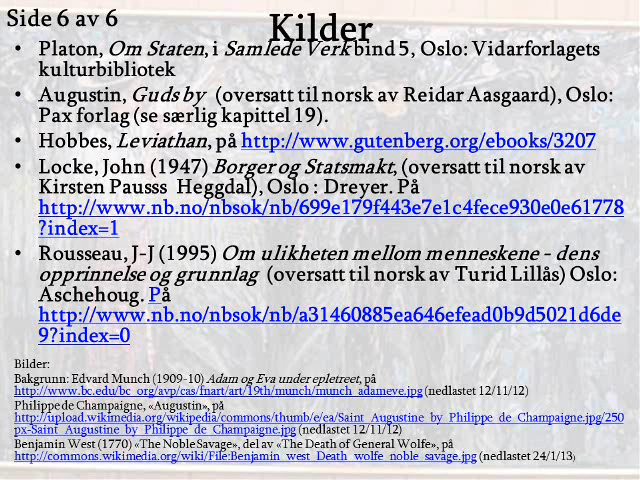 Side 6 av 6
Kilder
• Platon, Om Staten, i Samlede Verk bind 5, Oslo: Vidarforlagets
kulturbibliotek
• Augustin, Guds by (oversatt til norsk av Reidar Aasgaard), Oslo:
Pax forlag (se særlig kapittel 19).
• Hobbes, Leviathan, på http://www.gutenberg.org/ebooks/3207
• Locke, John (1947) Borger og Statsmakt, (oversatt til norsk av
Kirsten Pausss Heggdal), Oslo : Dreyer. På
http://www.nb.no/nbsok/nb/699e179f443e7e1c4fece930e0e61778
?index=1
• Rousseau, J-J (1995) Om ulikheten mellom menneskene - dens
opprinnelse og grunnlag (oversatt til norsk av Turid Lillås) Oslo:
Aschehoug. På
http://www.nb.no/nbsok/nb/a31460885ea646efead0b9d5021d6de
9?index=0
Bilder:
Bakgrunn: Edvard Munch (1909-10) Adam og Eva under epletreet, på
http://www.bc.edu/bc_org/avp/cas/fnart/art/19th/munch/munch_adameve.jpg (nedlastet 12/11/12)
Philippe de Champaigne, «Augustin», på
http://upload.wikimedia.org/wikipedia/commons/thumb/e/ea/Saint_Augustine_by_Philippe_de_Champaigne.jpg/250
px-Saint_Augustine_by_Philippe_de_Champaigne.jpg (nedlastet 12/11/12)
Benjamin West (1770) «The Noble Savage», del av «The Death of General Wolfe», på
http://commons.wikimedia.org/wiki/File:Benjamin_west_Death_wolfe_noble_savage.jpg (nedlastet 24/1/13)